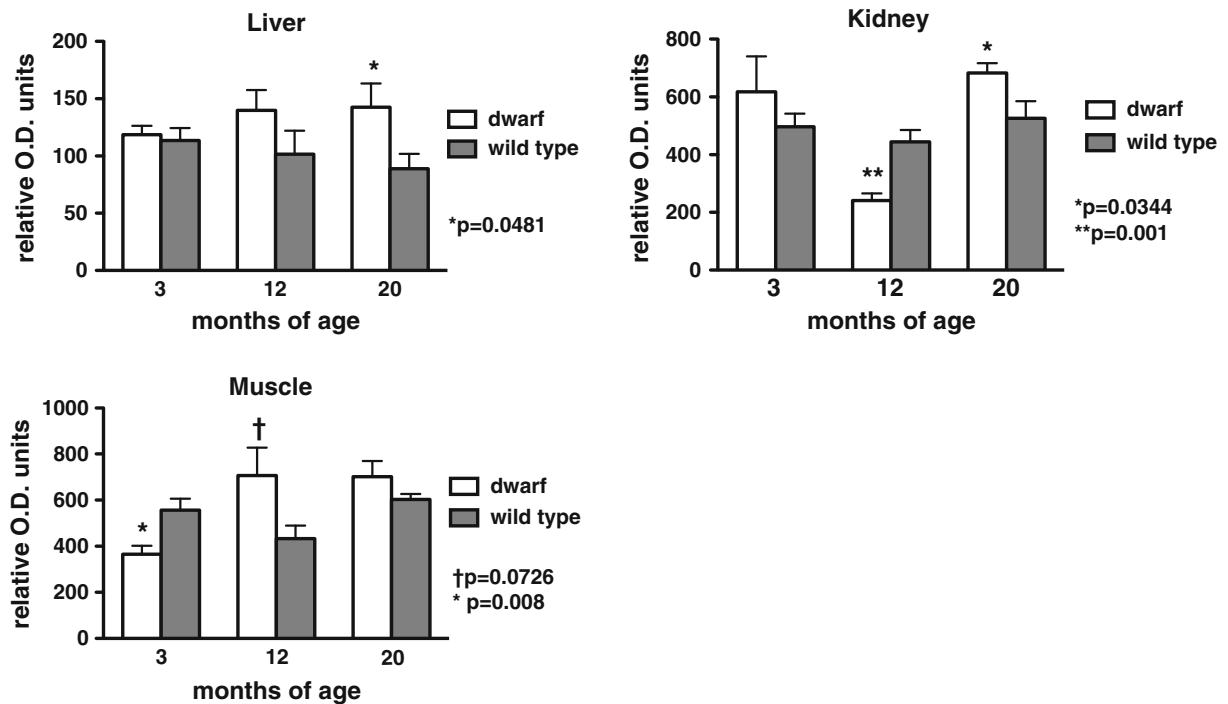 Liver
relative O.D. units
200
150
100
50
0
*
3 12 20
months of age
dwarf
wild type
*p=0.0481
Kidney
relative O.D. units
800
600
400
200
0
**
*
3 12 20
months of age
dwarf
wild type
*p=0.0344
**p=0.001
Muscle
relative O.D. units
1000
800
600
400
200
0
*
†
3 12 20
months of age
dwarf
wild type
†p=0.0726
* p=0.008